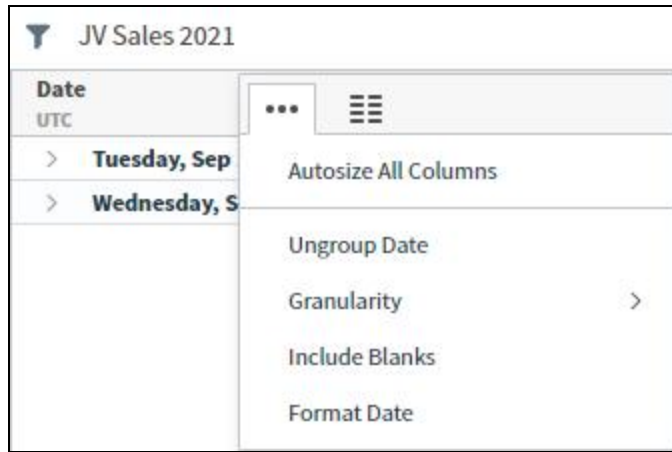 JV Sales 2021
Date
UTC
Tuesday, Sep
Wednesday, S
Autosize All Columns
Ungroup Date
Granularity
Include Blanks
Format Date